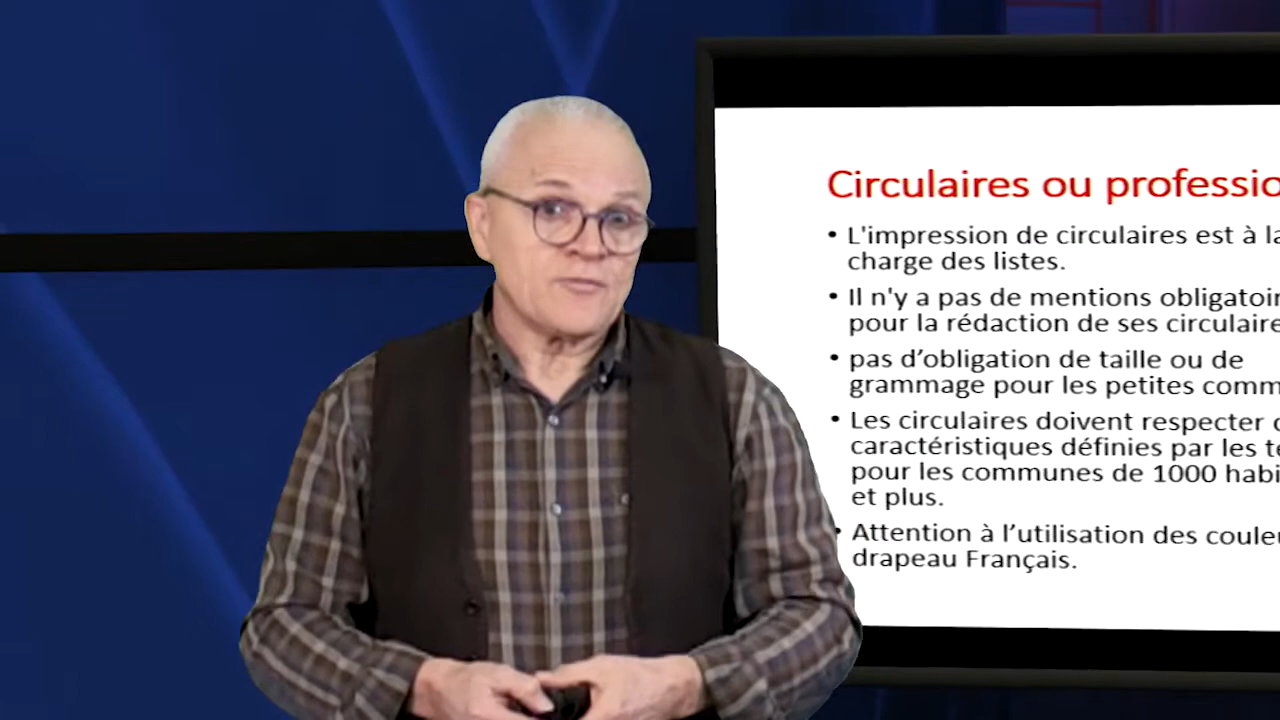 Circulaires ou professio
• L'impression de circulaires est à la
charge des listes.
• Il n'y a pas de mentions obligatoir
pour la rédaction de ses circulaire
• pas d’obligation de taille ou de
grammage pour les petites comm
• Les circulaires doivent respecter
caractéristiques définies par les te
pour les communes de 1000 habi
et plus.
• Attention à l’utilisation des couleu
drapeau Français.